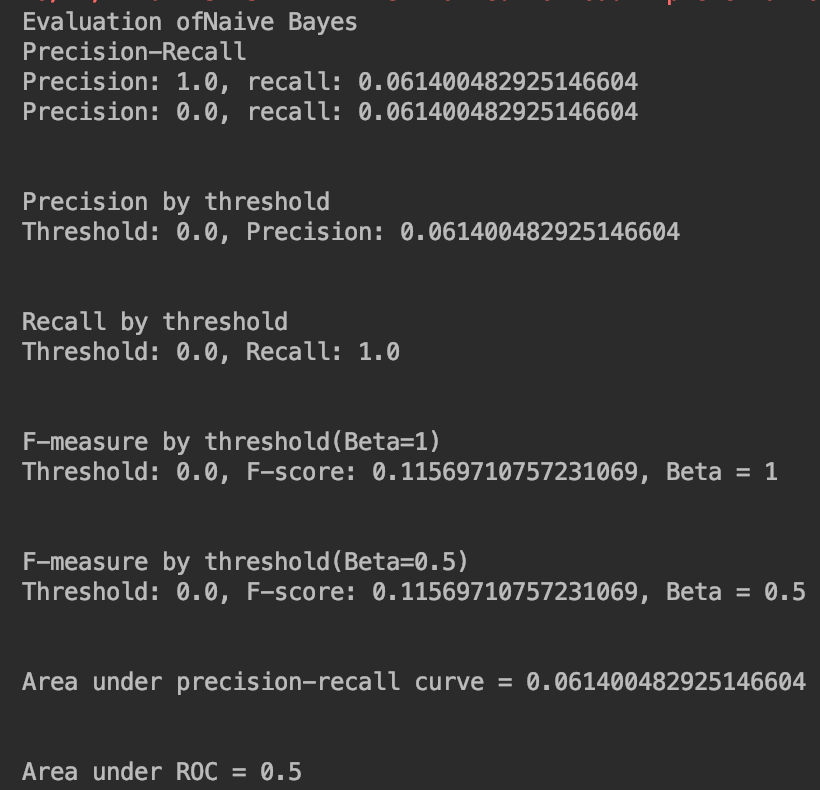 Evaluation ofNaive Bayes
Precision-Recall
Precision: 1.0, recall: 0.061400482925146604
Precision: 0.0, recall: 0.061400482925146604
Precision by threshold
Threshold: 0.0, Precision: 0.061400482925146604
Recall by threshold
Threshold: 0.0, Recall: 1.0
F-measure by threshold(Beta=1)
Threshold: 0.0, F-score: 0.11569710757231069, Beta = 1
F-measure by threshold(Beta=0.5)
Threshold: 0.0, F-score: 0.11569710757231069, Beta = 0.5
Area under precision-recall curve = 0.061400482925146604
Area under ROC = 0.5